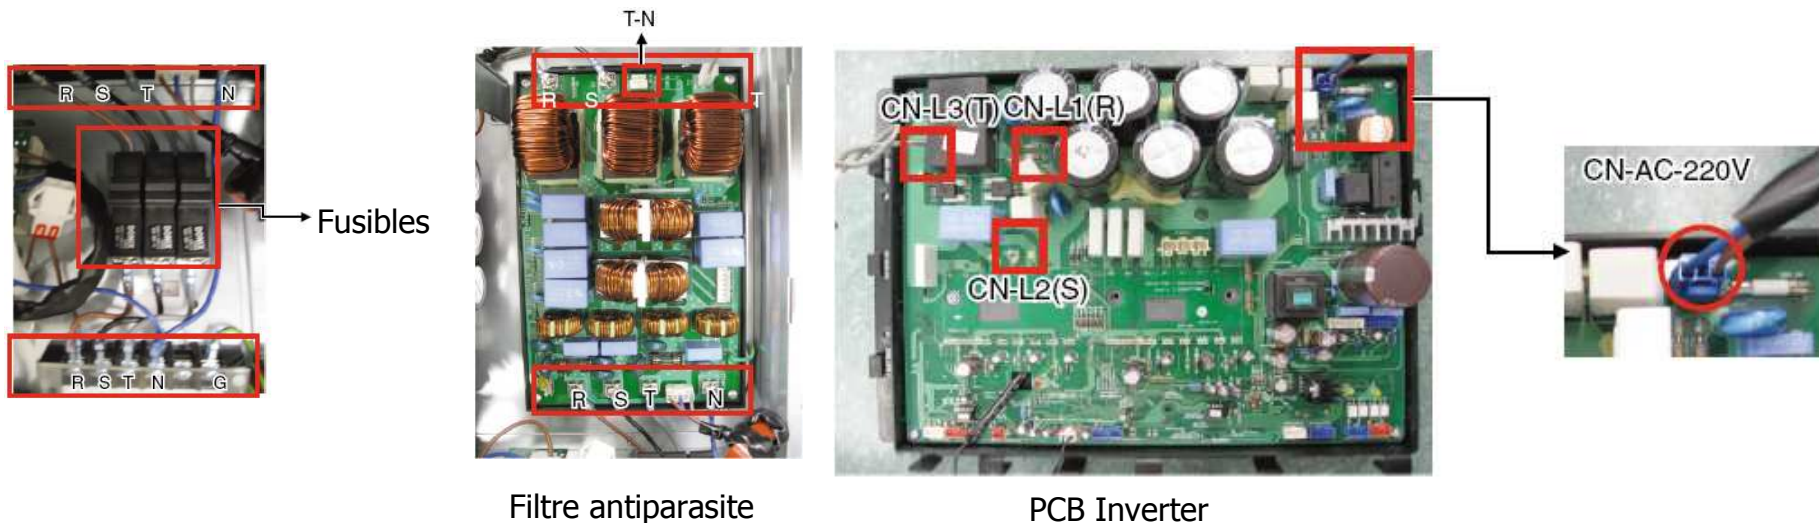 T-N
R S T N
Fusibles
R S T N G
R S T
R S T N
Filtre antiparasite
CN-L3(T) CN-L1(R)
CN-L2(S)
PCB Inverter
CN-AC-220V